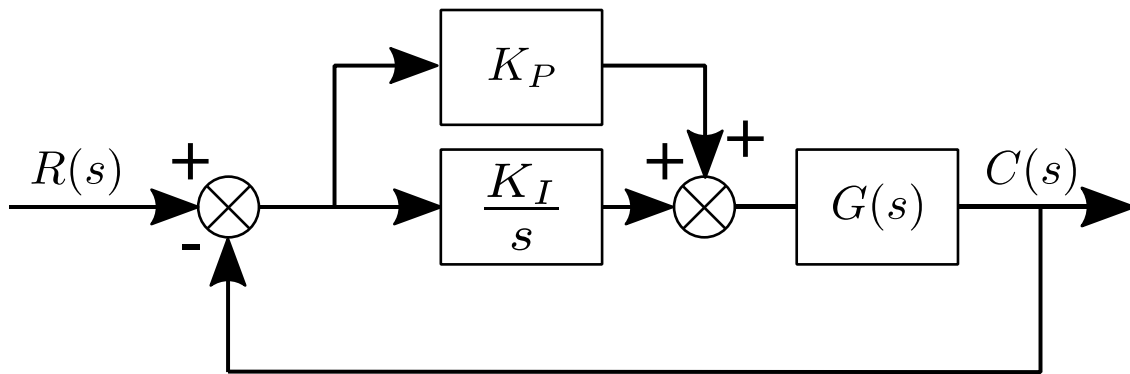 K_P
R(s)
+
-
K_I
s
+
+
G(s)
C(s)